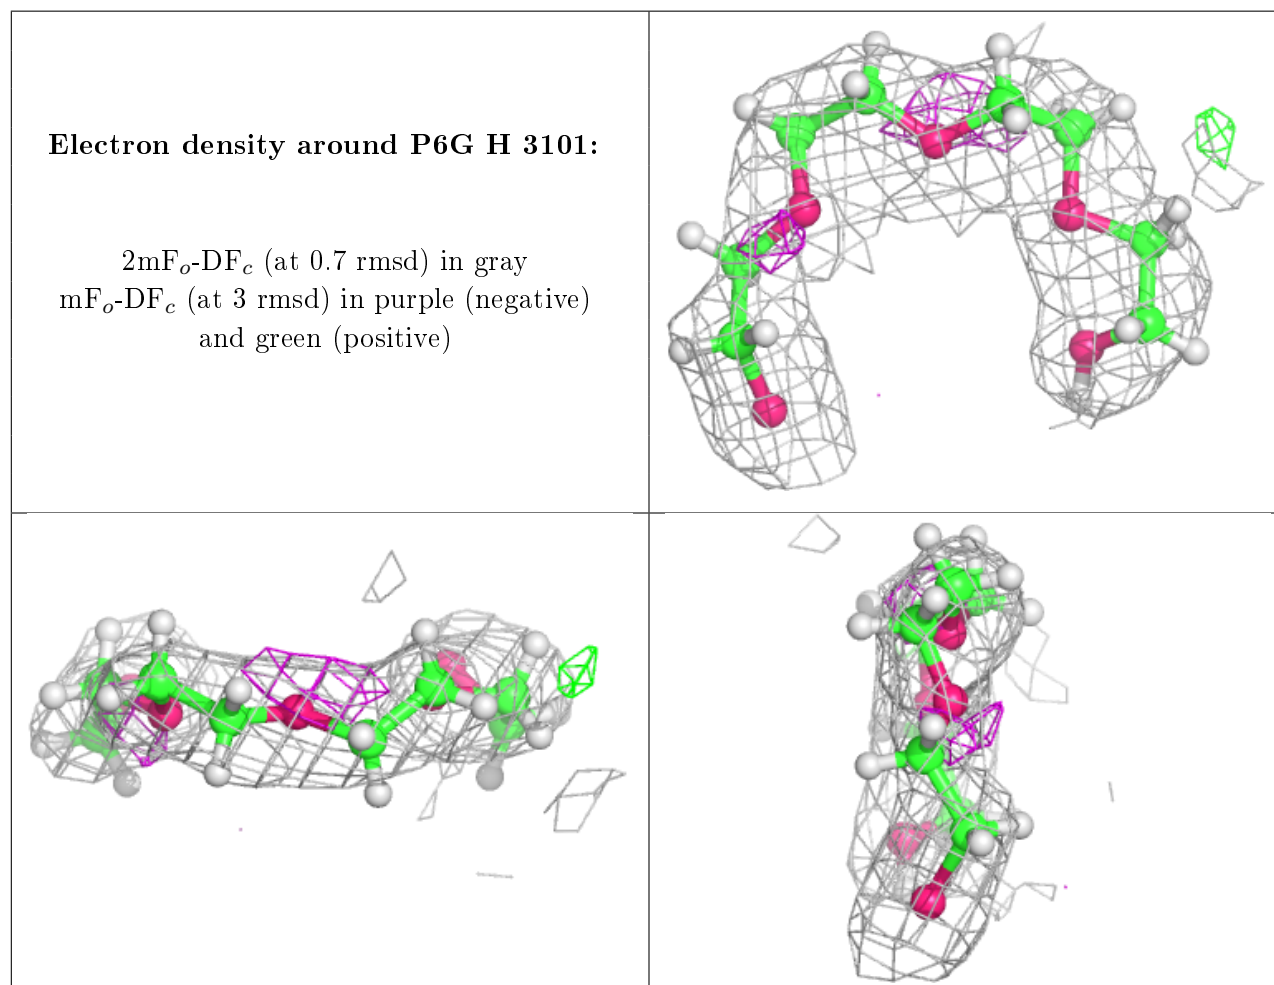 Electron density around P6G H 3101:
2mFo-DFc (at 0.7 rmsd) in gray
mFo-DFc (at 3 rmsd) in purple (negative)
and green (positive)